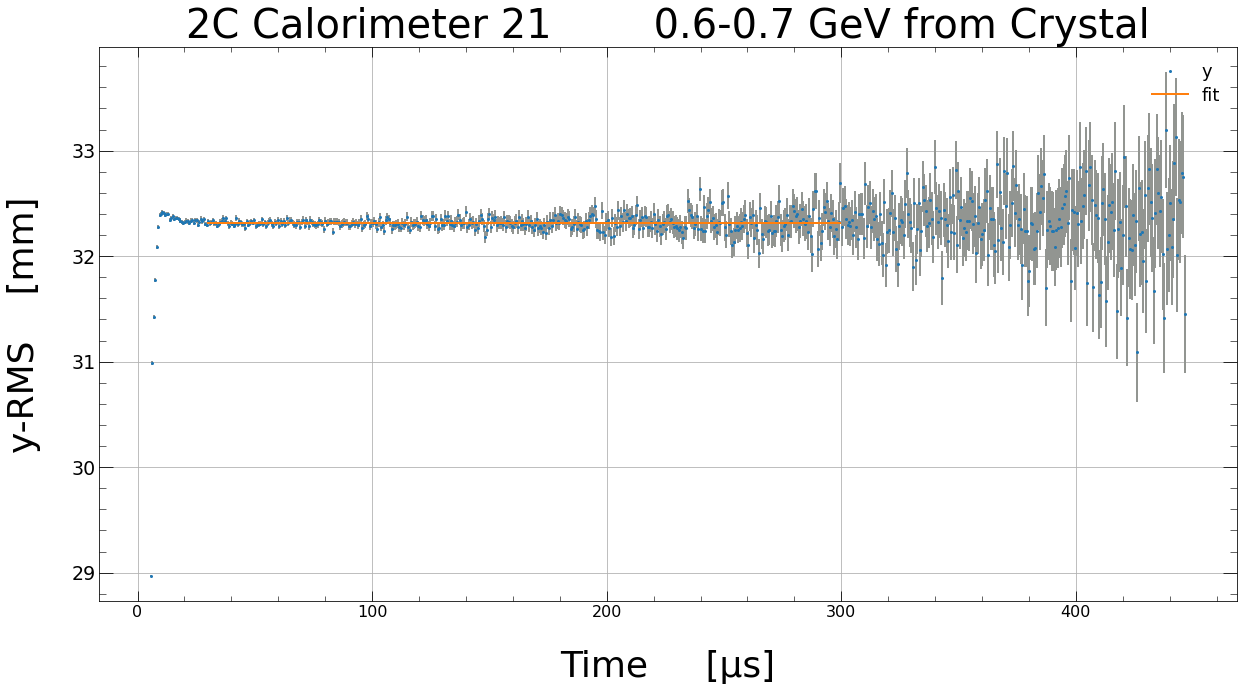 2C Calorimeter 21 0.6-0.7 GeV from Crystal
y
fit
y-RMS [mm]
33
32
31
30
29
0 100 200 300 400
Time [µs]